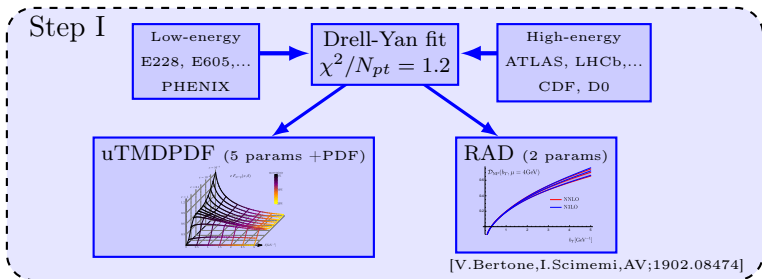 Step I
Low-energy
E228, E605,...
PHENIX
Drell-Yan fit
χ²/Npt = 1.2
High-energy
ATLAS, LHCb,...
CDF, D0
uTMDPDF (5 params +PDF)
RAD (2 params)
NNLO
N3LO
[V.Bertone,I.Scimemi,AV;1902.08474]